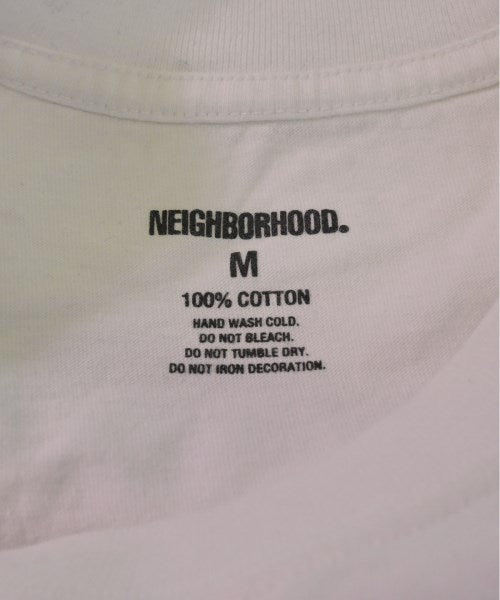 NEIGHBORHOOD®
M
100% COTTON
HAND WASH COLD.
DO NOT BLEACH.
DO NOT TUMBLE DRY.
DO NOT IRON DECORATION.